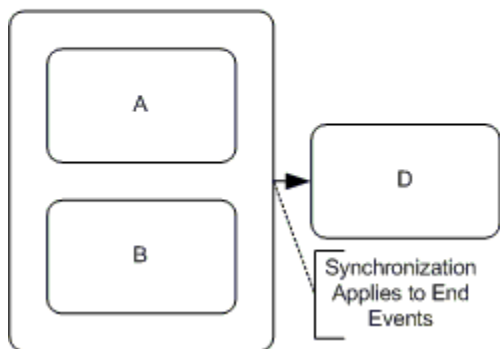 A
B
D
Synchronization
Applies to End
Events